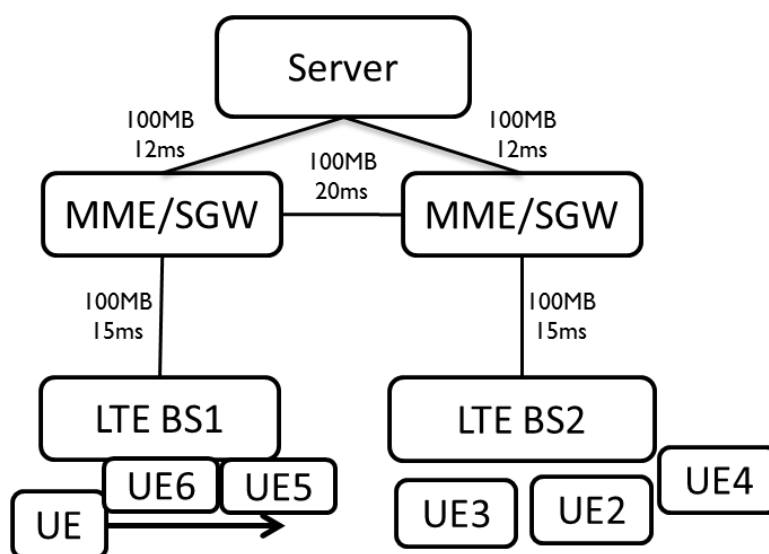 Server
100MB
12ms
100MB
12ms
100MB
20ms
MME/SGW
MME/SGW
100MB
15ms
100MB
15ms
LTE BS1
LTE BS2
UE6
UE5
UE
UE3
UE2
UE4